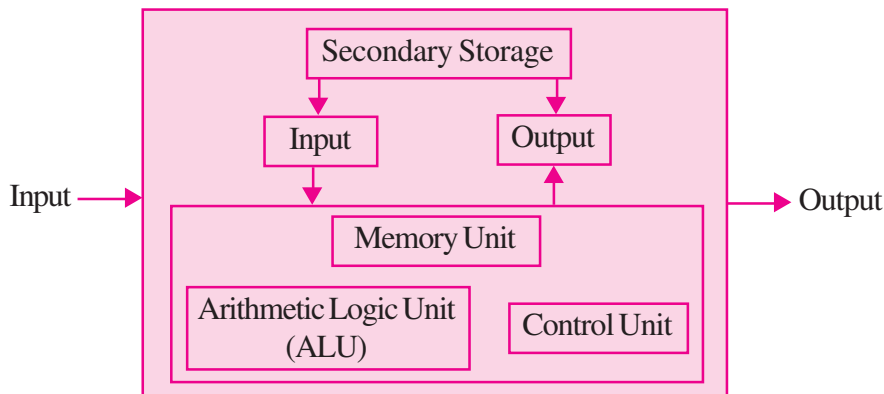 Secondary Storage
Input
Output
Input
Output
Memory Unit
Arithmetic Logic Unit
(ALU)
Control Unit